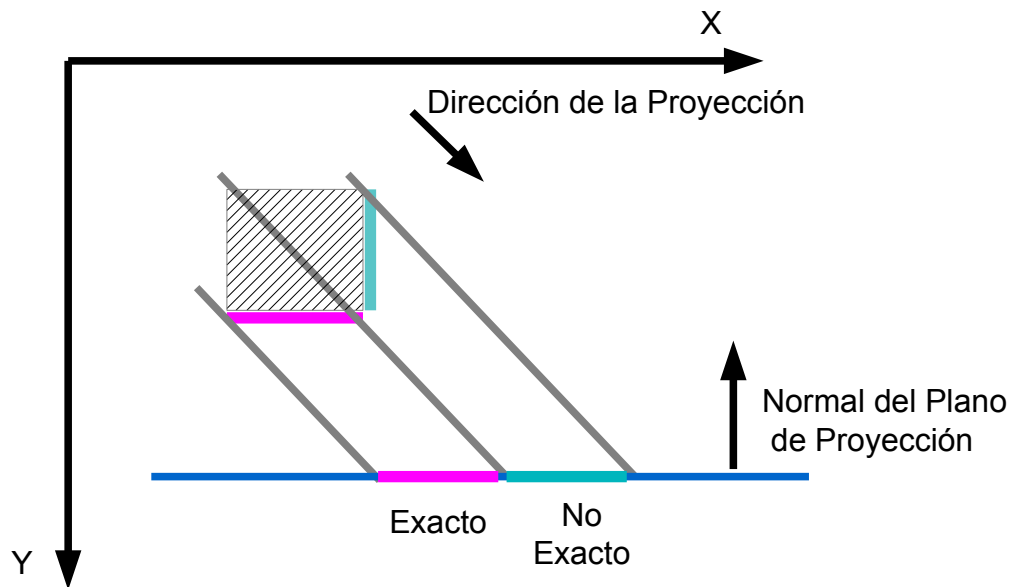 X
Dirección de la Proyección
Normal del Plano
de Proyección
Exacto
No
Exacto
Y